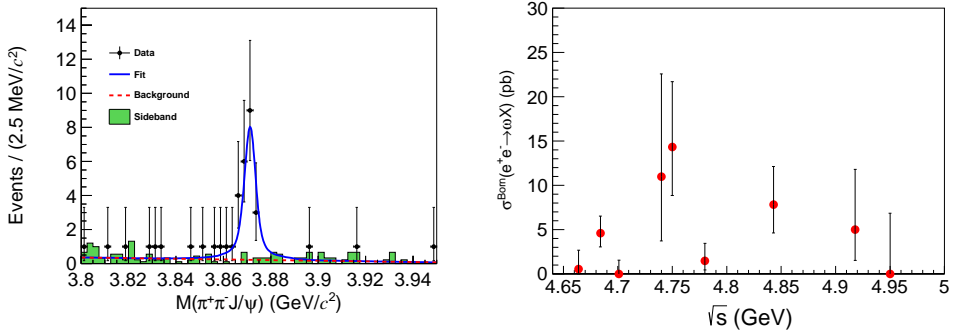 Events / (2.5 MeV/c²)
14
12
10
8
6
4
2
0
Data
Fit
Background
Sideband
3.8 3.82 3.84 3.86 3.88 3.9 3.92 3.94
M(π⁺π⁻J/ψ) (GeV/c²)
σᴮᵒʳⁿ(e⁺e⁻→ωX) (pb)
30
25
20
15
10
5
0
4.65 4.7 4.75 4.8 4.85 4.9 4.95 5
√s (GeV)